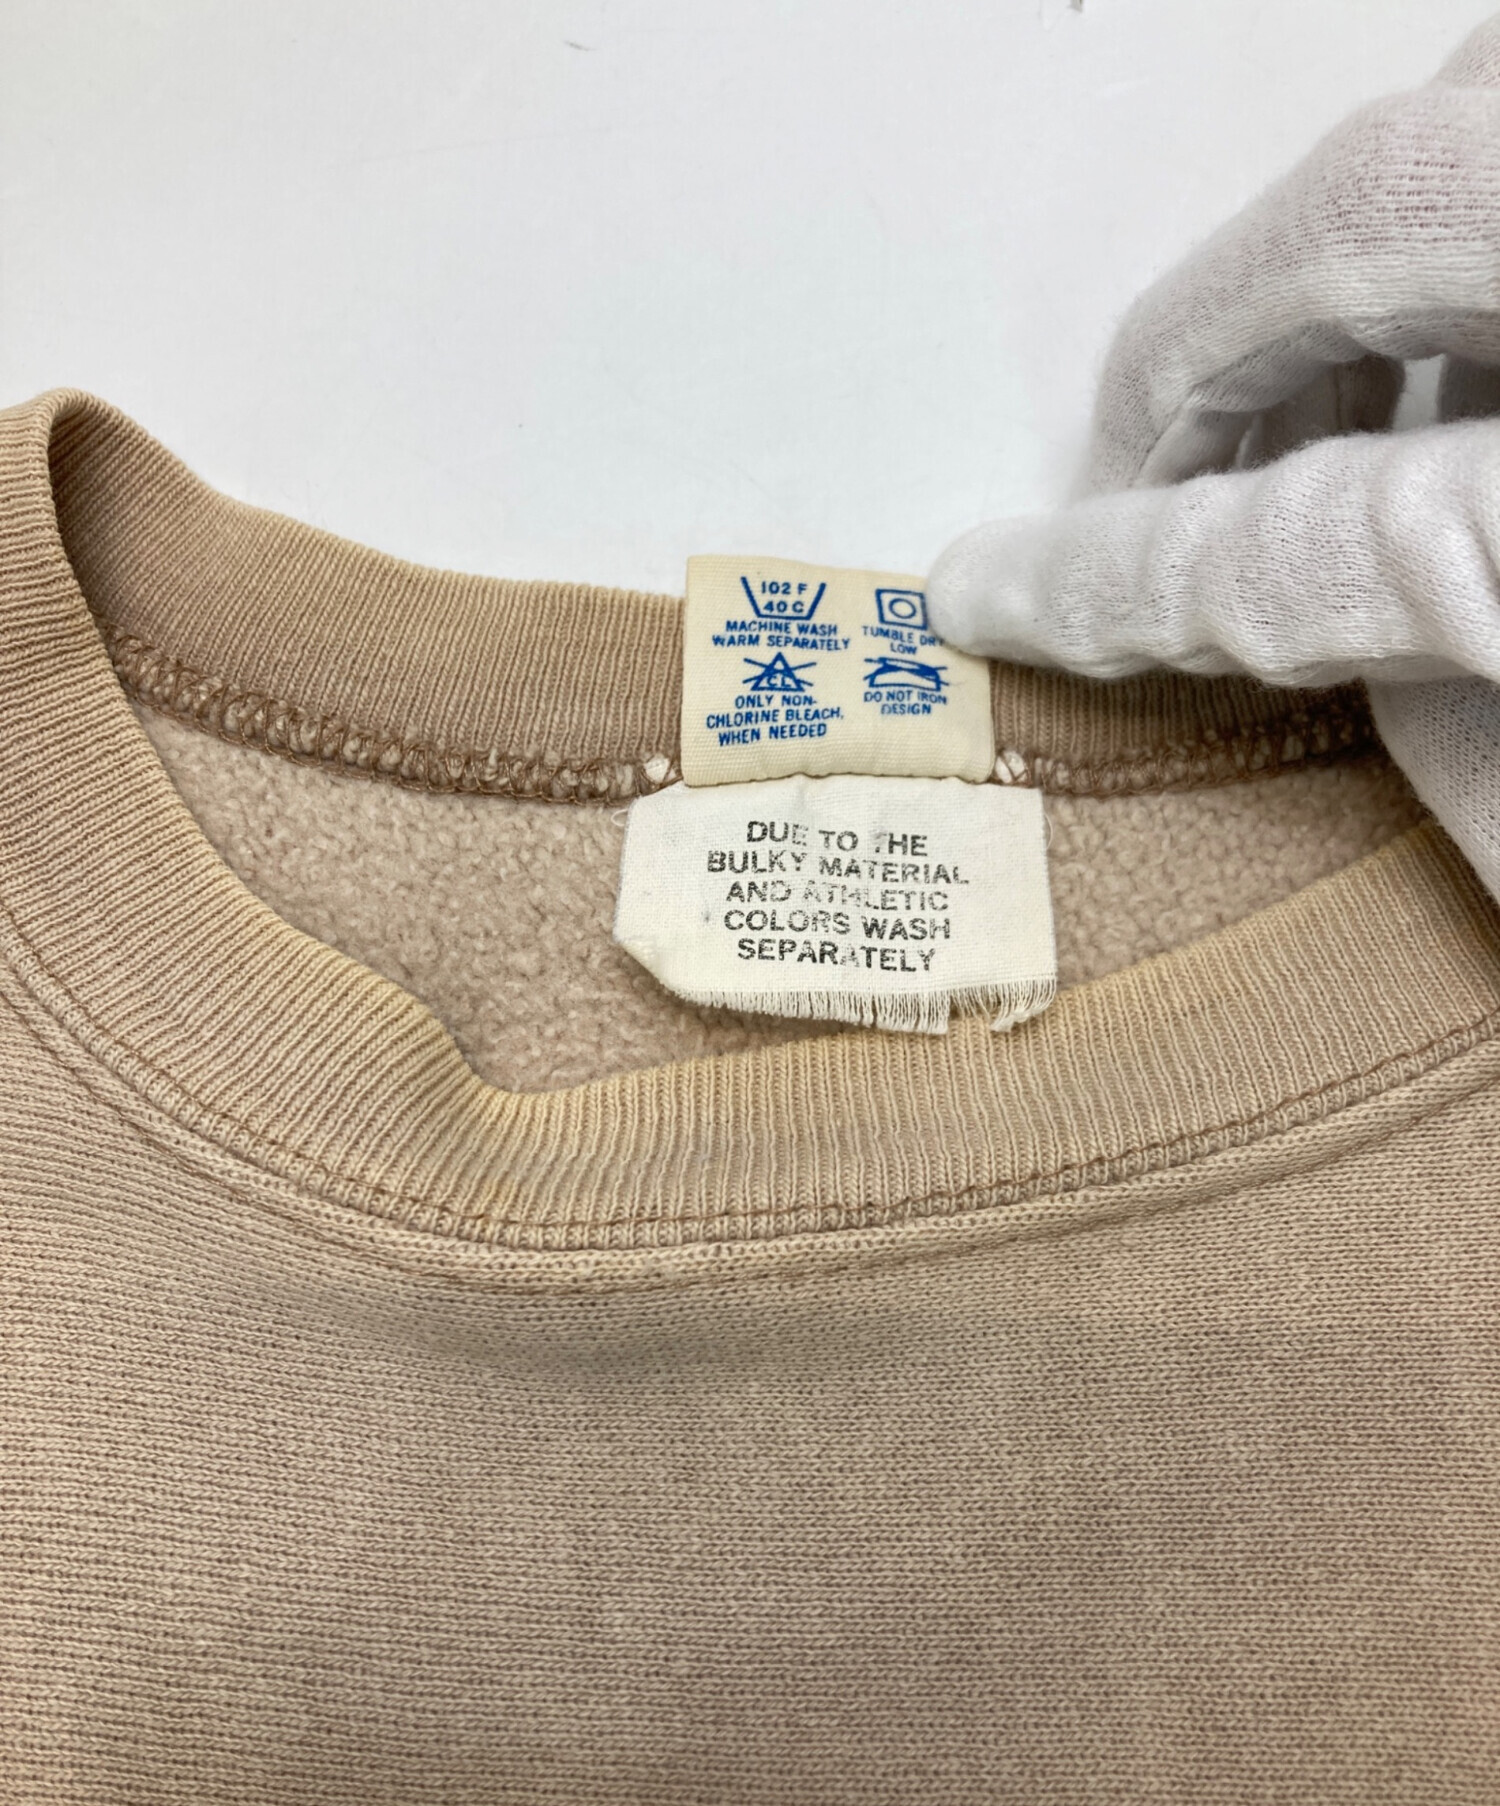 102 F
40 C
MACHINE WASH
WARM SEPARATELY
TUMBLE DRY
LOW
CL
ONLY NON-
CHLORINE BLEACH,
WHEN NEEDED
DO NOT IRON
DESIGN
DUE TO THE
BULKY MATERIAL
AND ATHLETIC
COLORS WASH
SEPARATELY